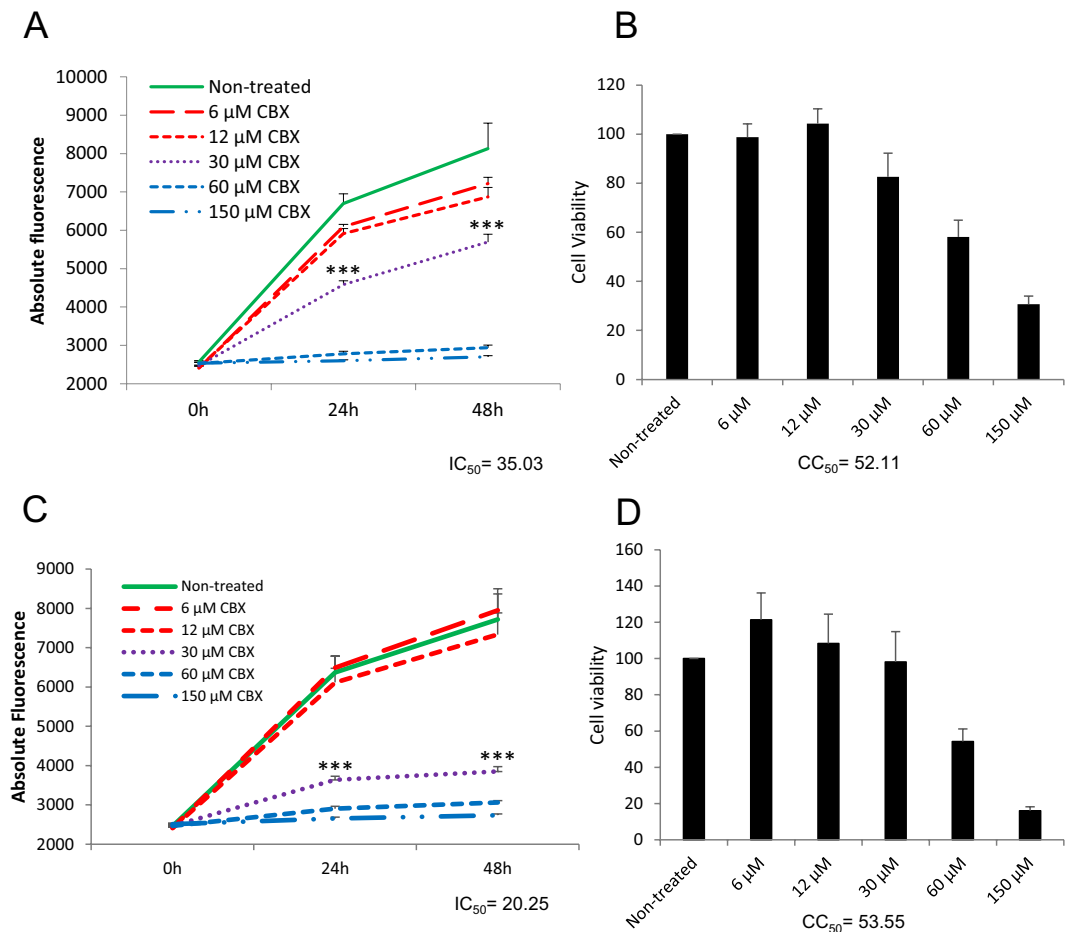 A
Absolute fluorescence
10000
9000
8000
7000
6000
5000
4000
3000
2000
Non-treated
6 µM CBX
12 µM CBX
30 µM CBX
60 µM CBX
150 µM CBX
***
***
0h 24h 48h
IC50= 35.03
B
Cell Viability
120
100
80
60
40
20
0
Non-treated 6 µM 12 µM 30 µM 60 µM 150 µM
CC50= 52.11
C
Absolute Fluorescence
9000
8000
7000
6000
5000
4000
3000
2000
Non-treated
6 µM CBX
12 µM CBX
30 µM CBX
60 µM CBX
150 µM CBX
***
***
0h 24h 48h
IC50= 20.25
D
Cell viability
160
140
120
100
80
60
40
20
0
Non-treated 6 µM 12 µM 30 µM 60 µM 150 µM
CC50= 53.55